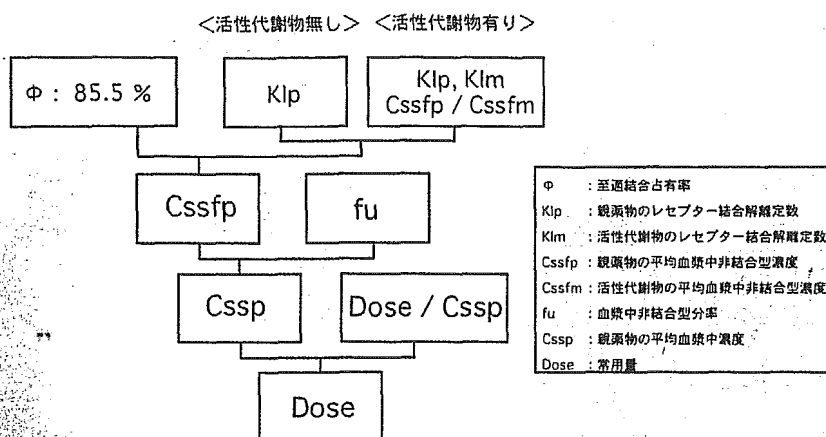 ＜活性代謝物無し＞ ＜活性代謝物有り＞
Φ : 85.5 %
Klp
Klp, Klm
Cssfp / Cssfm
Cssfp
fu
Cssp
Dose / Cssp
Dose
Φ : 至適結合占有率
Klp : 親薬物のレセプター結合解離定数
Klm : 活性代謝物のレセプター結合解離定数
Cssfp : 親薬物の平均血漿中非結合型濃度
Cssfm : 活性代謝物の平均血漿中非結合型濃度
fu : 血漿中非結合型分率
Cssp : 親薬物の平均血漿中濃度
Dose : 常用量